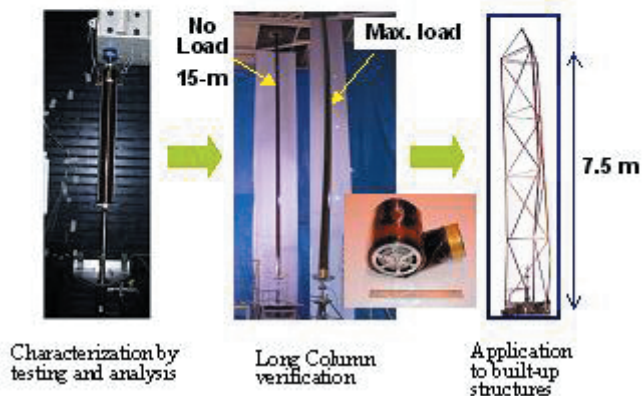 No
Load
15-m
Max. load
7.5 m
Characterization by
testing and analysis
Long Column
verification
Application
to built-up
structures